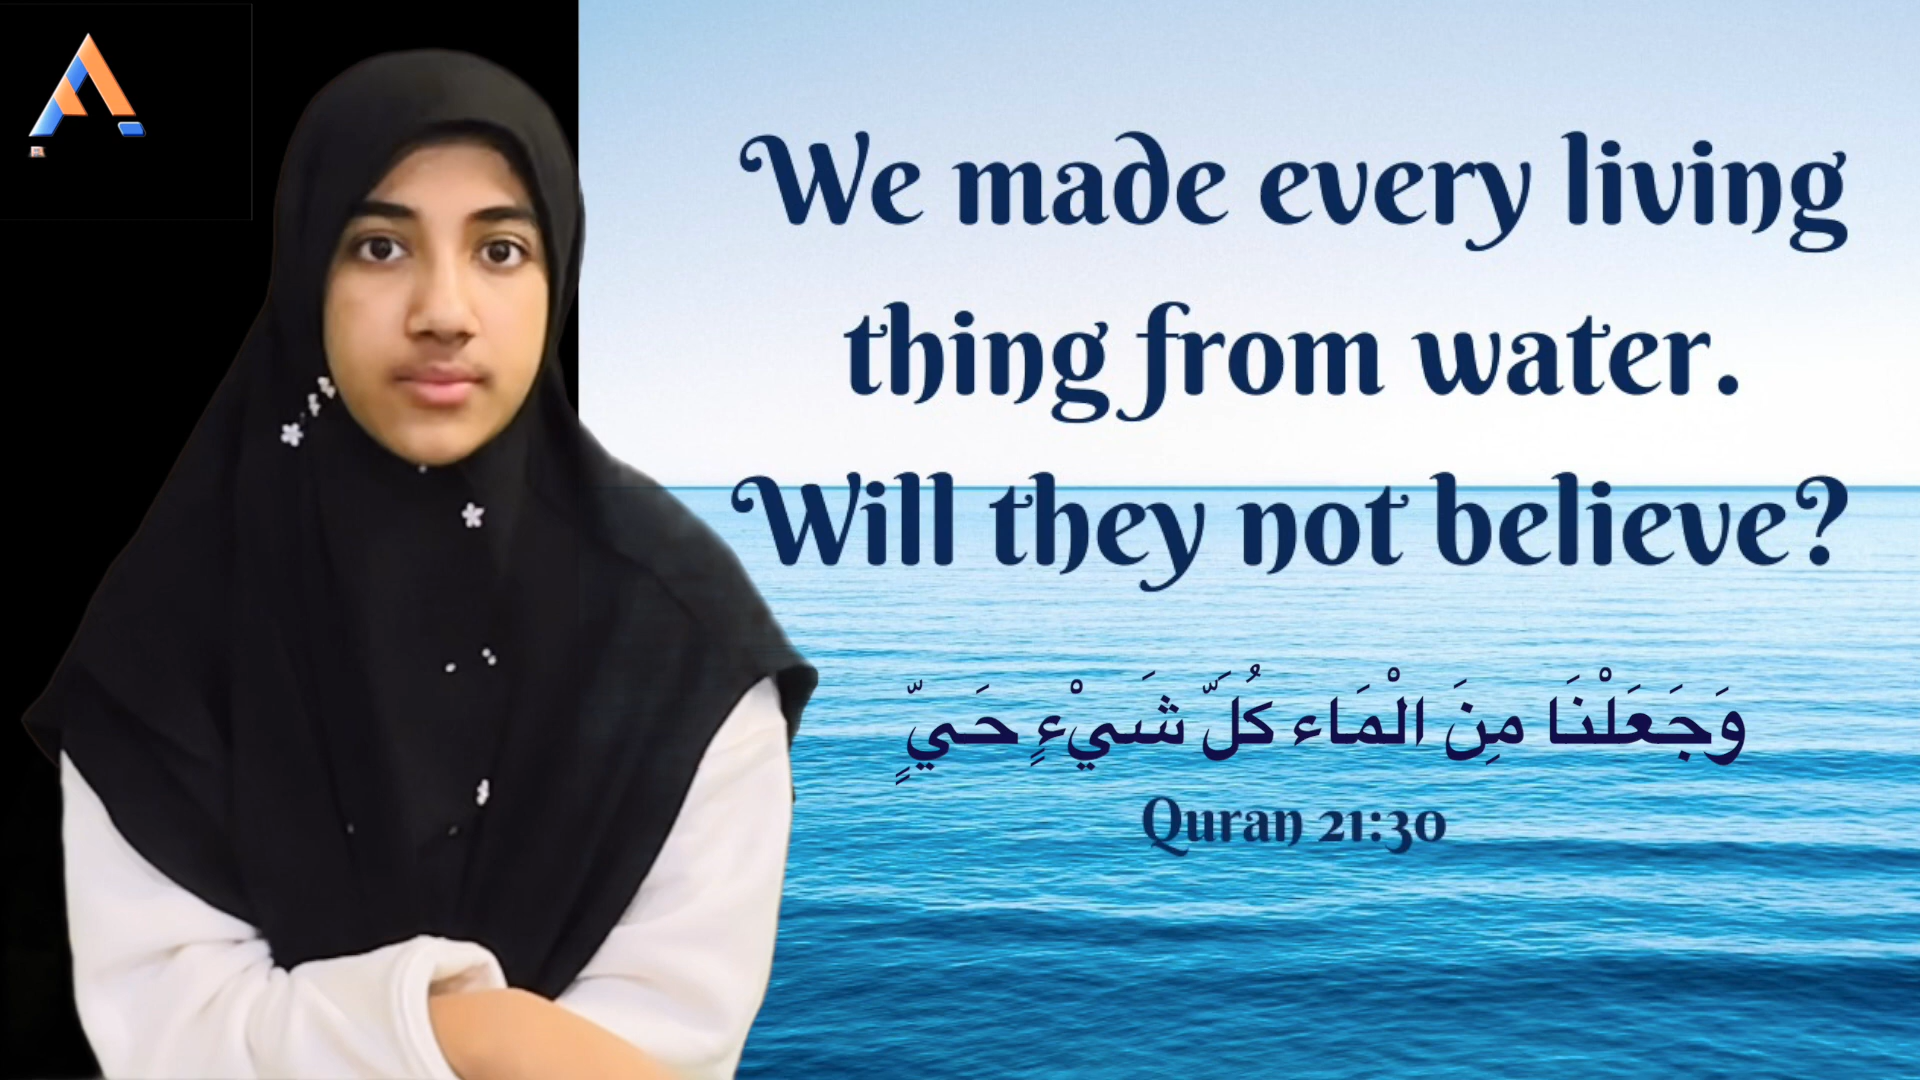 We made every living
thing from water.
Will they not believe?
وَجَعَلْنَا مِنَ الْمَاء كُلَّ شَيْءٍ حَيٍّ
Quran 21:30